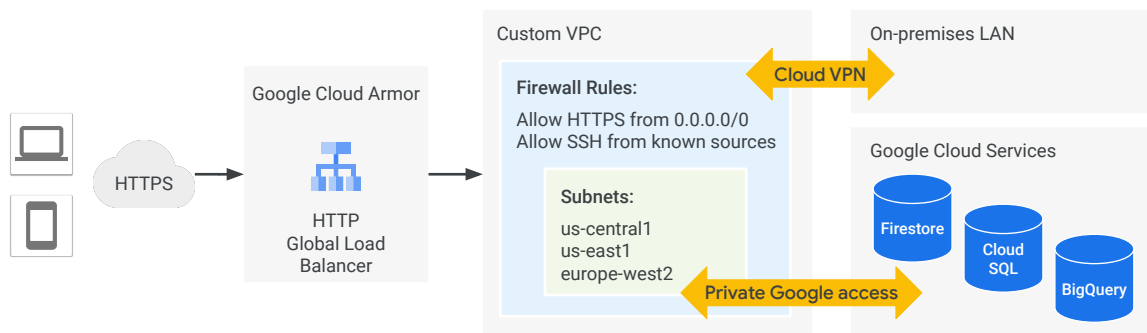 HTTPS
Google Cloud Armor
HTTP
Global Load
Balancer
Custom VPC
Firewall Rules:
Allow HTTPS from 0.0.0.0/0
Allow SSH from known sources
Subnets:
us-central1
us-east1
europe-west2
Cloud VPN
On-premises LAN
Private Google access
Google Cloud Services
Firestore
Cloud
SQL
BigQuery